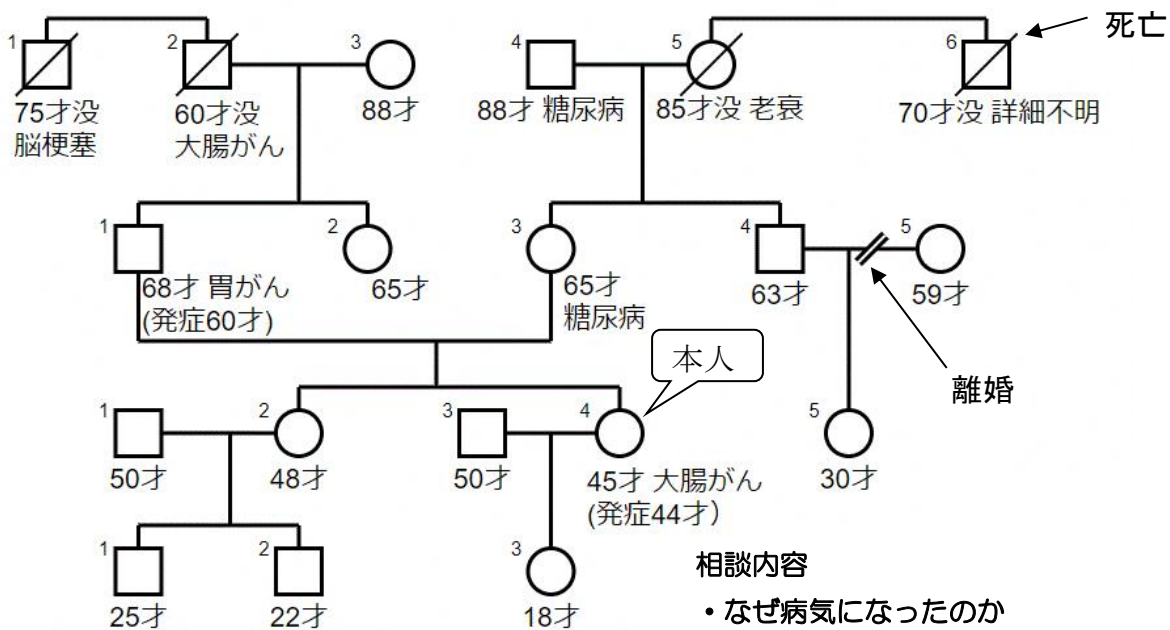 死亡
1
2
3
4
5
6
75才没
脳梗塞
60才没
大腸がん
88才
88才 糖尿病
85才没 老衰
70才没 詳細不明
1
2
3
4
5
68才 胃がん
(発症60才)
65才
65才
糖尿病
63才
59才
本人
離婚
1
2
3
4
5
50才
48才
50才
45才 大腸がん
(発症44才)
30才
1
2
3
25才
22才
18才
相談内容
・なぜ病気になったのか